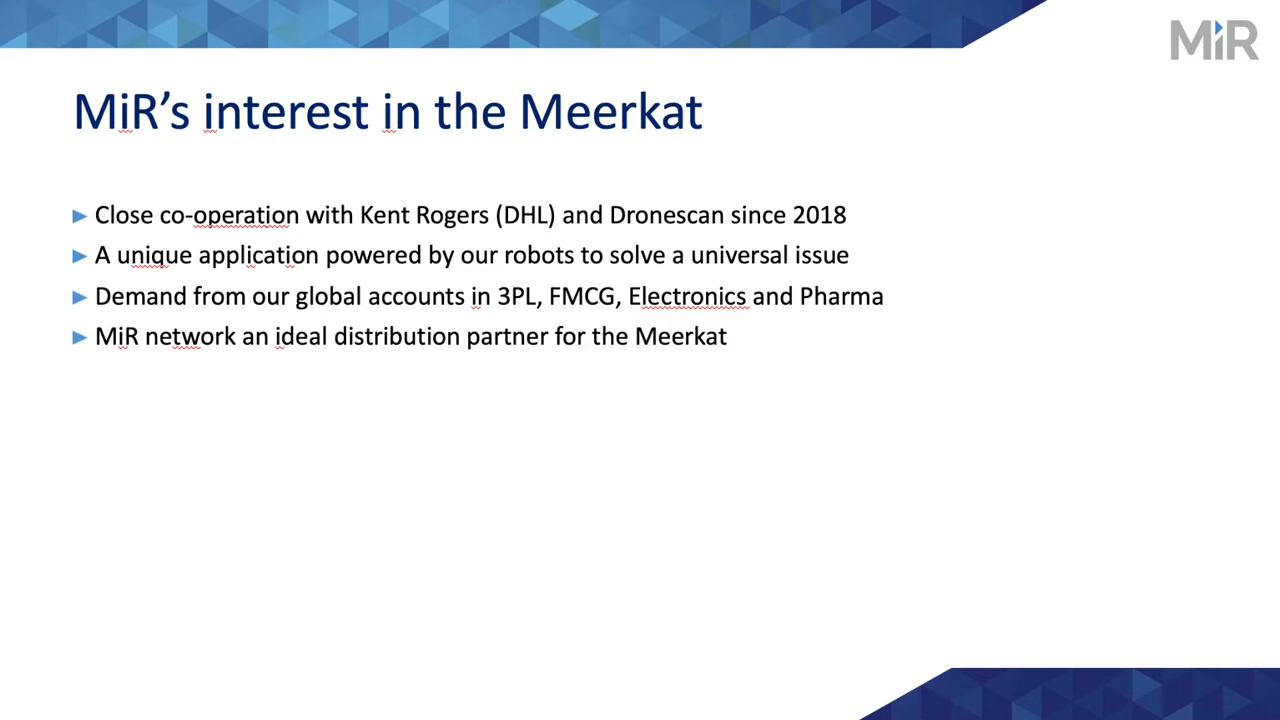 MiR
MiR’s interest in the Meerkat
Close co-operation with Kent Rogers (DHL) and Dronescan since 2018
A unique application powered by our robots to solve a universal issue
Demand from our global accounts in 3PL, FMCG, Electronics and Pharma
MiR network an ideal distribution partner for the Meerkat